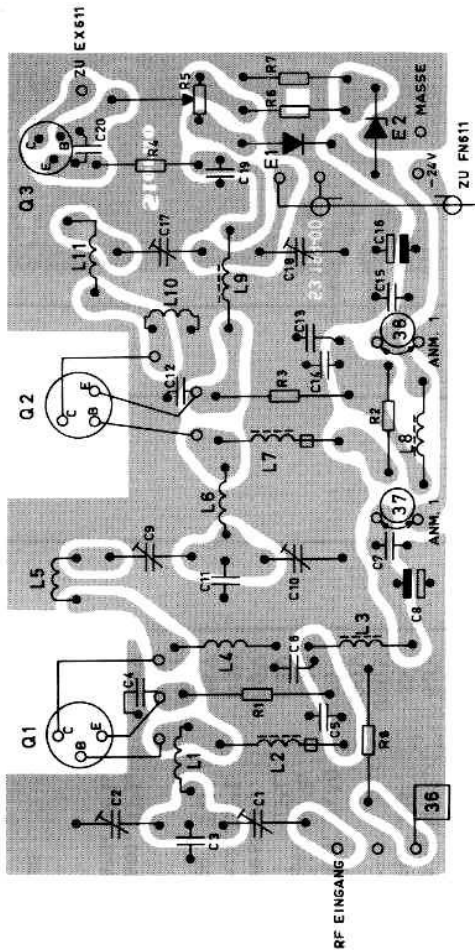 Q1
Q2
Q3
C
B
E
C
B
E
C
E
B
ZU EX611
L5
L11
C20
R5
R7
R6
C2
C4
C9
C12
L10
C17
R4
C19
E1
E2
L1
C3
C1
L2
R1
L4
C6
C5
L3
R8
C11
L6
C10
L7
R3
C13
C14
L9
C18
C7
C8
R2
L8
C15
C16
37
38
ANM. 1
ANM. 1
36
RF EINGANG
-24V
MASSE
ZU FN611